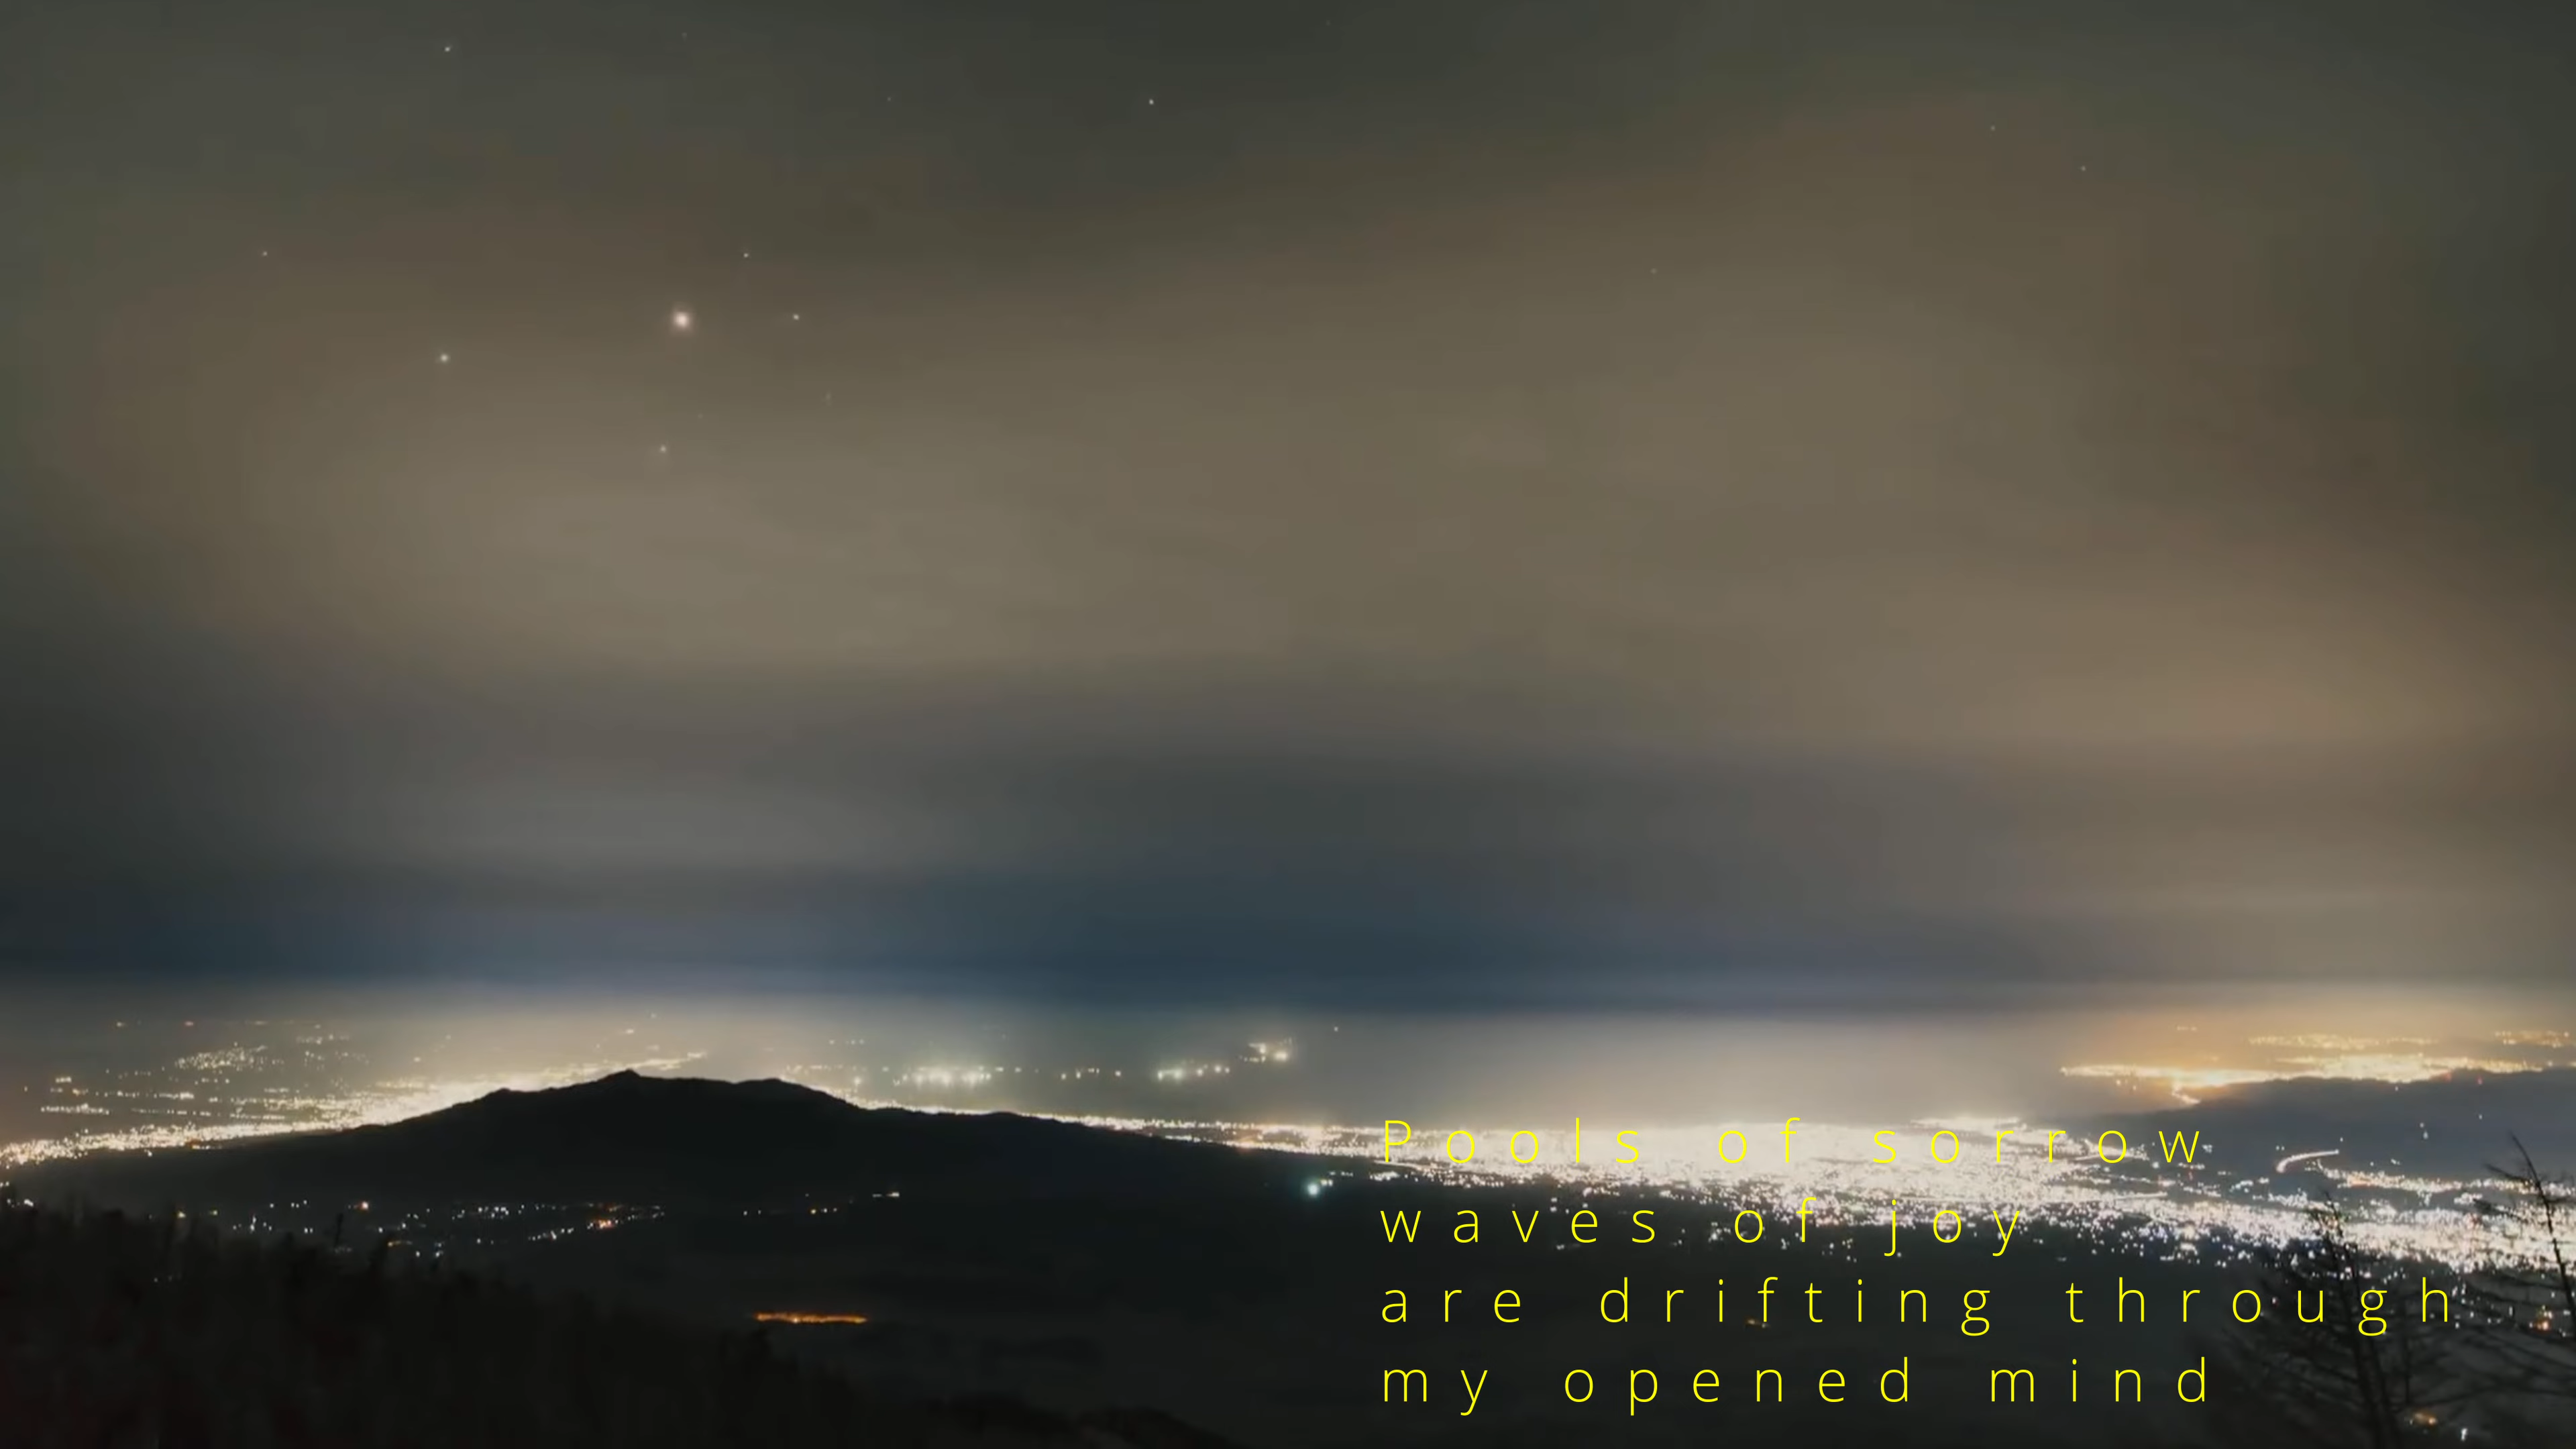 Pools of sorrow
waves of joy
are drifting through
my opened mind